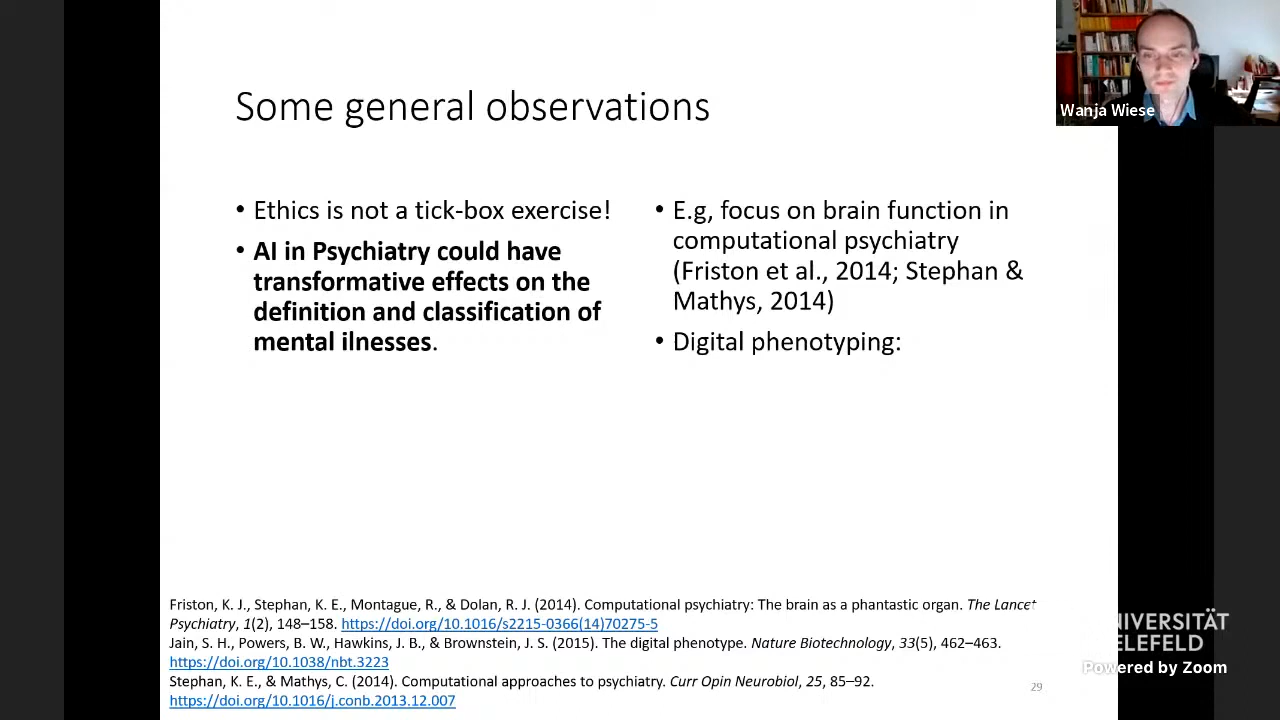 Some general observations
• Ethics is not a tick-box exercise!
• AI in Psychiatry could have
transformative effects on the
definition and classification of
mental ilnesses.
• E.g, focus on brain function in
computational psychiatry
(Friston et al., 2014; Stephan &
Mathys, 2014)
• Digital phenotyping:
Friston, K. J., Stephan, K. E., Montague, R., & Dolan, R. J. (2014). Computational psychiatry: The brain as a phantastic organ. The Lancet
Psychiatry, 1(2), 148–158. https://doi.org/10.1016/s2215-0366(14)70275-5
Jain, S. H., Powers, B. W., Hawkins, J. B., & Brownstein, J. S. (2015). The digital phenotype. Nature Biotechnology, 33(5), 462–463.
https://doi.org/10.1038/nbt.3223
Stephan, K. E., & Mathys, C. (2014). Computational approaches to psychiatry. Curr Opin Neurobiol, 25, 85–92.
https://doi.org/10.1016/j.conb.2013.12.007
29
Wanja Wiese
UNIVERSITÄT
BIELEFELD
Powered by Zoom